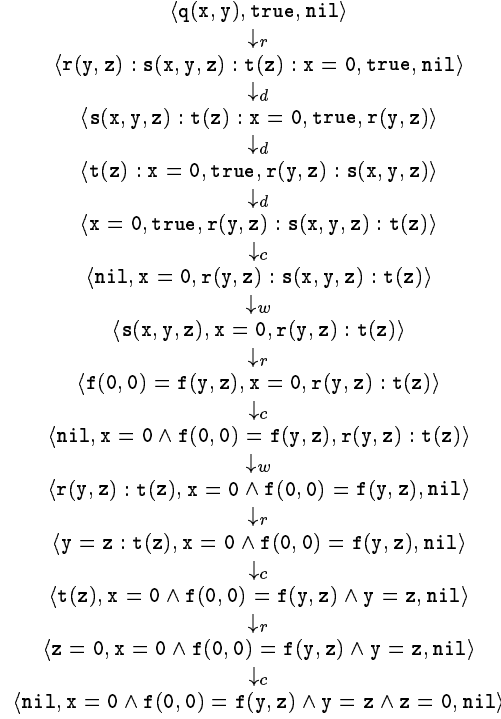 ⟨q(x, y), true, nil⟩
↓r
⟨r(y, z) : s(x, y, z) : t(z) : x = 0, true, nil⟩
↓d
⟨s(x, y, z) : t(z) : x = 0, true, r(y, z)⟩
↓d
⟨t(z) : x = 0, true, r(y, z) : s(x, y, z)⟩
↓d
⟨x = 0, true, r(y, z) : s(x, y, z) : t(z)⟩
↓c
⟨nil, x = 0, r(y, z) : s(x, y, z) : t(z)⟩
↓w
⟨s(x, y, z), x = 0, r(y, z) : t(z)⟩
↓r
⟨f(0, 0) = f(y, z), x = 0, r(y, z) : t(z)⟩
↓c
⟨nil, x = 0 ∧ f(0, 0) = f(y, z), r(y, z) : t(z)⟩
↓w
⟨r(y, z) : t(z), x = 0 ∧ f(0, 0) = f(y, z), nil⟩
↓r
⟨y = z : t(z), x = 0 ∧ f(0, 0) = f(y, z), nil⟩
↓c
⟨t(z), x = 0 ∧ f(0, 0) = f(y, z) ∧ y = z, nil⟩
↓r
⟨z = 0, x = 0 ∧ f(0, 0) = f(y, z) ∧ y = z, nil⟩
↓c
⟨nil, x = 0 ∧ f(0, 0) = f(y, z) ∧ y = z ∧ z = 0, nil⟩